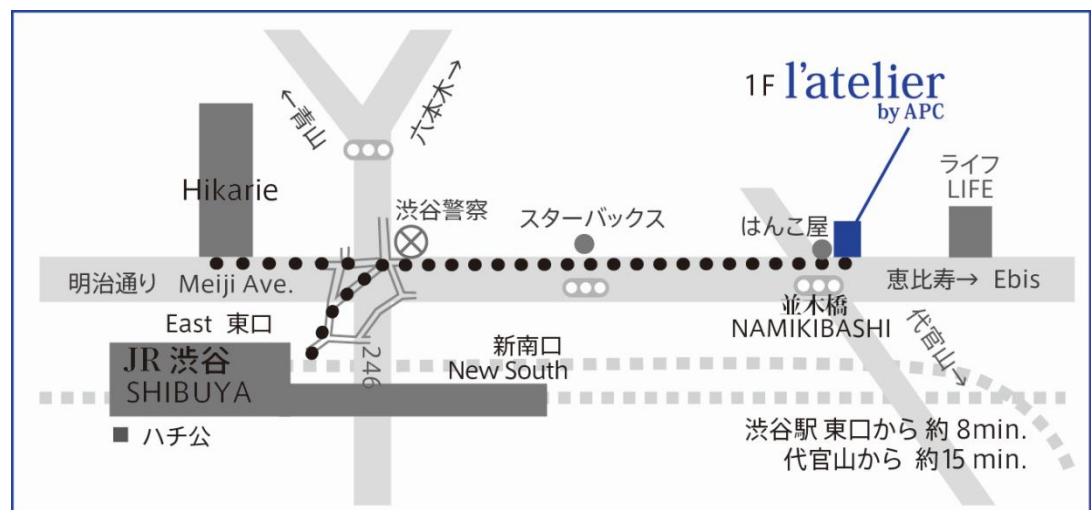 1F l'atelier
by APC
←青山
六本木→
Hikarie
渋谷警察
スターバックス
はんこ屋
ライフ
LIFE
明治通り Meiji Ave.
恵比寿→ Ebis
並木橋
NAMIKIBASHI
代官山→
East 東口
新南口
New South
246
JR 渋谷
SHIBUYA
ハチ公
渋谷駅 東口から 約 8min.
代官山から 約15 min.